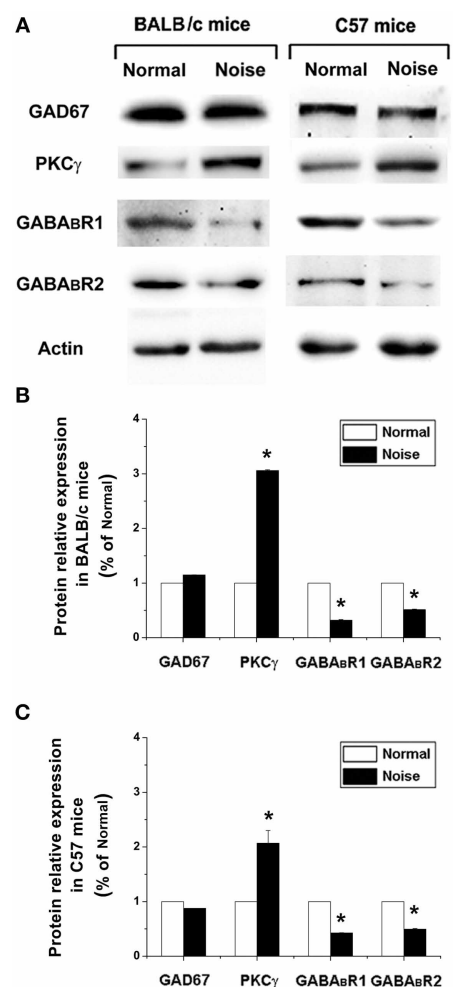 A
BALB/c mice C57 mice
Normal Noise Normal Noise
GAD67
PKCγ
GABABR1
GABABR2
Actin
B
Protein relative expression
in BALB/c mice
(% of Normal)
4
3
2
1
0
Normal
Noise
*
*
*
GAD67 PKCγ GABABR1 GABABR2
C
Protein relative expression
in C57 mice
(% of Normal)
4
3
2
1
0
Normal
Noise
*
*
*
GAD67 PKCγ GABABR1 GABABR2